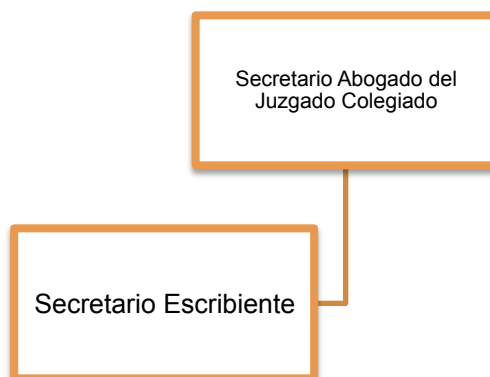 Secretario Abogado del
Juzgado Colegiado
Secretario Escribiente